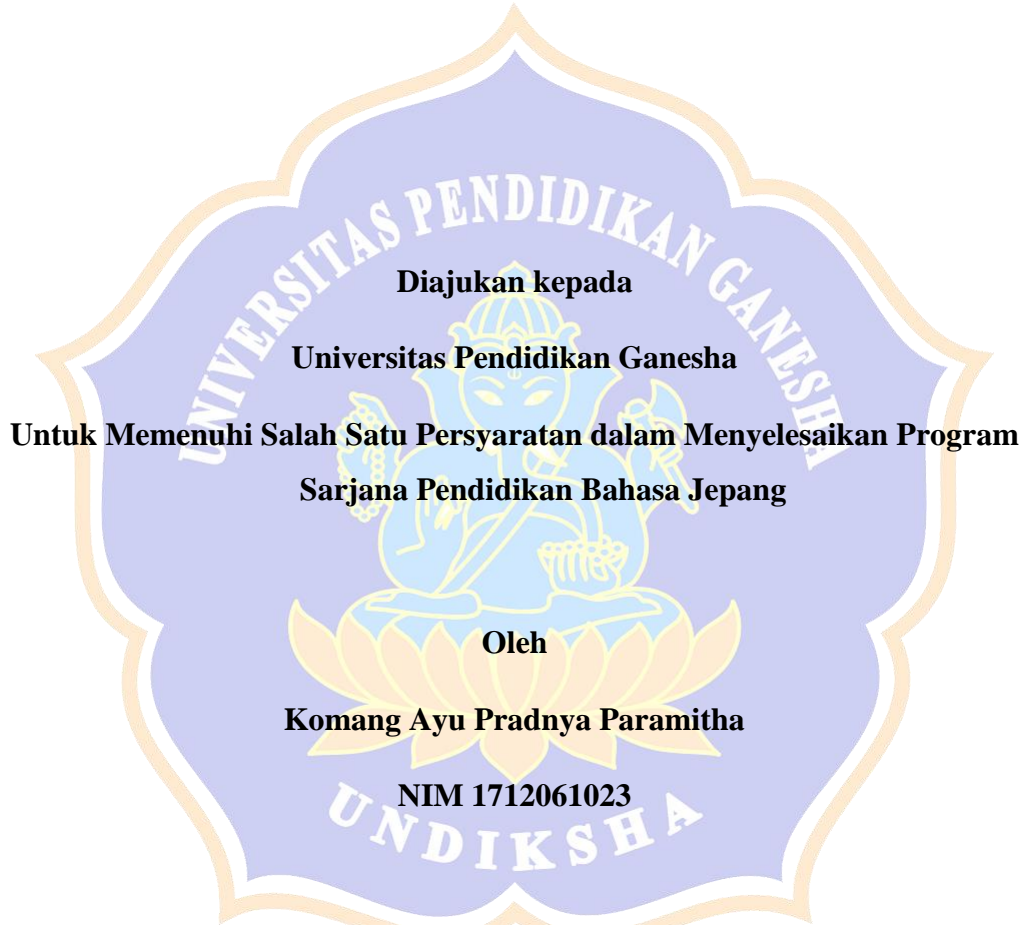 UNIVERSITAS PENDIDIKAN GANESHA
Diajukan kepada
Universitas Pendidikan Ganesha
Untuk Memenuhi Salah Satu Persyaratan dalam Menyelesaikan Program
Sarjana Pendidikan Bahasa Jepang
Oleh
Komang Ayu Pradnya Paramitha
NIM 1712061023
UNDIKSHA